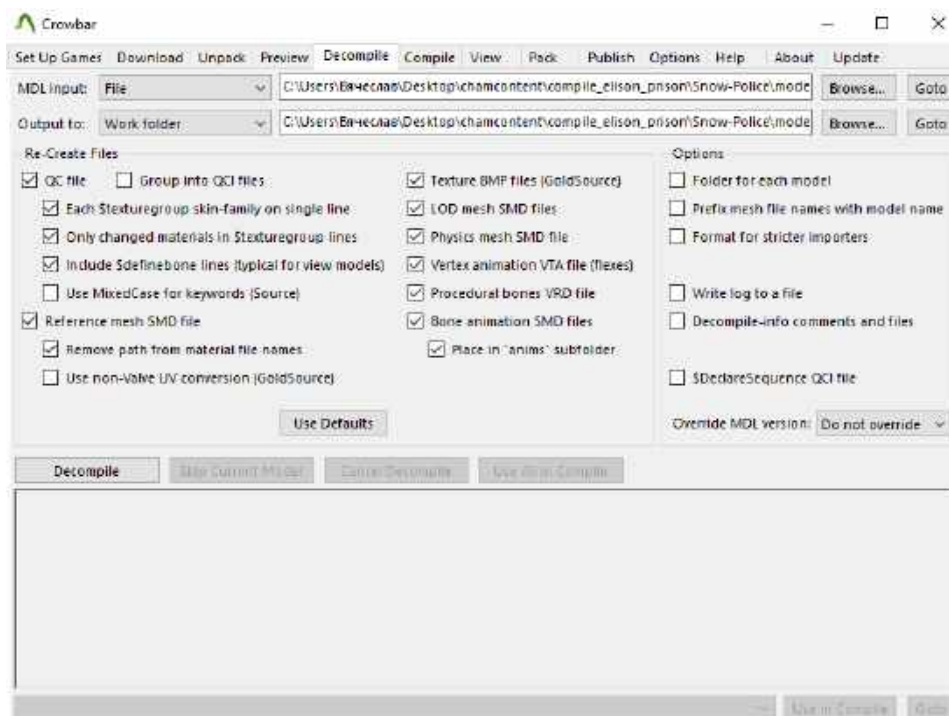 Crowbar
Set Up Games Download Unpack Preview Decompile Compile View Pack Publish Options Help About Update
MDL input: File C:\Users\Вячеслав\Desktop\chamcontent\compile_elison_prison\Snow-Police\mode Browse... Goto
Output to: Work folder C:\Users\Вячеслав\Desktop\chamcontent\compile_elison_prison\Snow-Police\mode Browse... Goto
Re-Create Files Options
QC file Group into QCI files Texture BMP files (GoldSource) Folder for each model
Each $texturegroup skin-family on single line LOD mesh SMD files Prefix mesh file names with model name
Only changed materials in $texturegroup lines Physics mesh SMD file Format for stricter importers
Include $definebone lines (typical for view models) Vertex animation VTA file (flexes)
Use MixedCase for keywords (Source) Procedural bones VRD file Write log to a file
Reference mesh SMD file Bone animation SMD files Decompile-info comments and files
Remove path from material file names Place in "anims" subfolder
Use non-Valve UV conversion (GoldSource) $DeclareSequence QCI file
Use Defaults Override MDL version: Do not override
Decompile Skip Current Model Cancel Decompile Use All in Compile
Use in Compile Goto